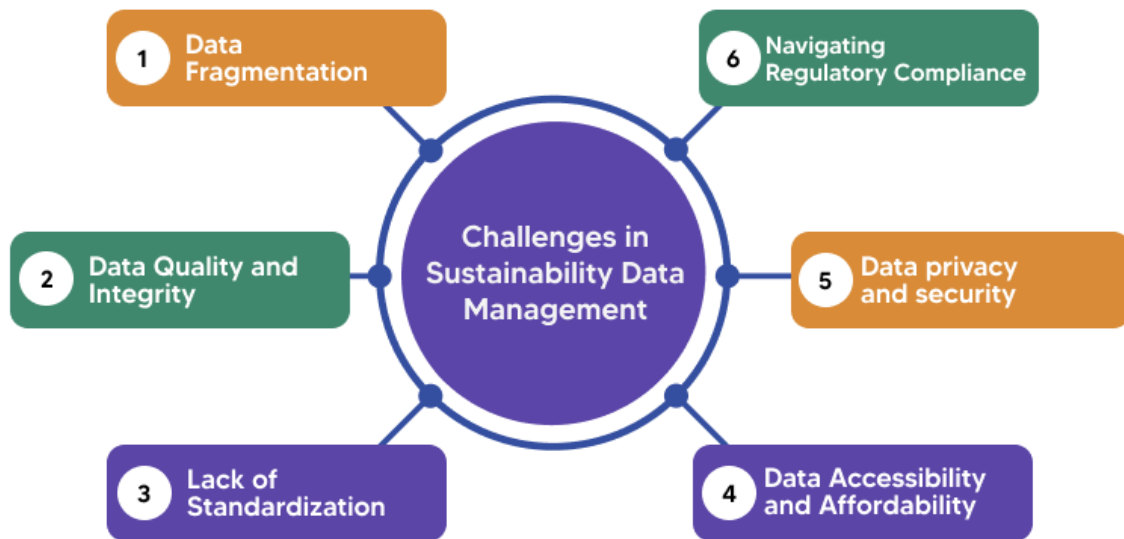 1
Data
Fragmentation
2
Data Quality and
Integrity
3
Lack of
Standardization
4
Data Accessibility
and Affordability
5
Data privacy
and security
6
Navigating
Regulatory Compliance
Challenges in
Sustainability Data
Management